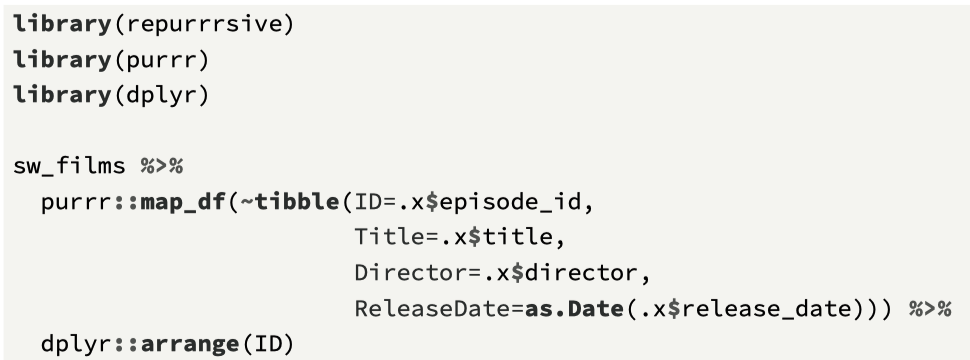 library(repurrrsive)
library(purrr)
library(dplyr)

sw_films %>%
  purrr::map_df(~tibble(ID=.x$episode_id,
                        Title=.x$title,
                        Director=.x$director,
                        ReleaseDate=as.Date(.x$release_date))) %>%
  dplyr::arrange(ID)